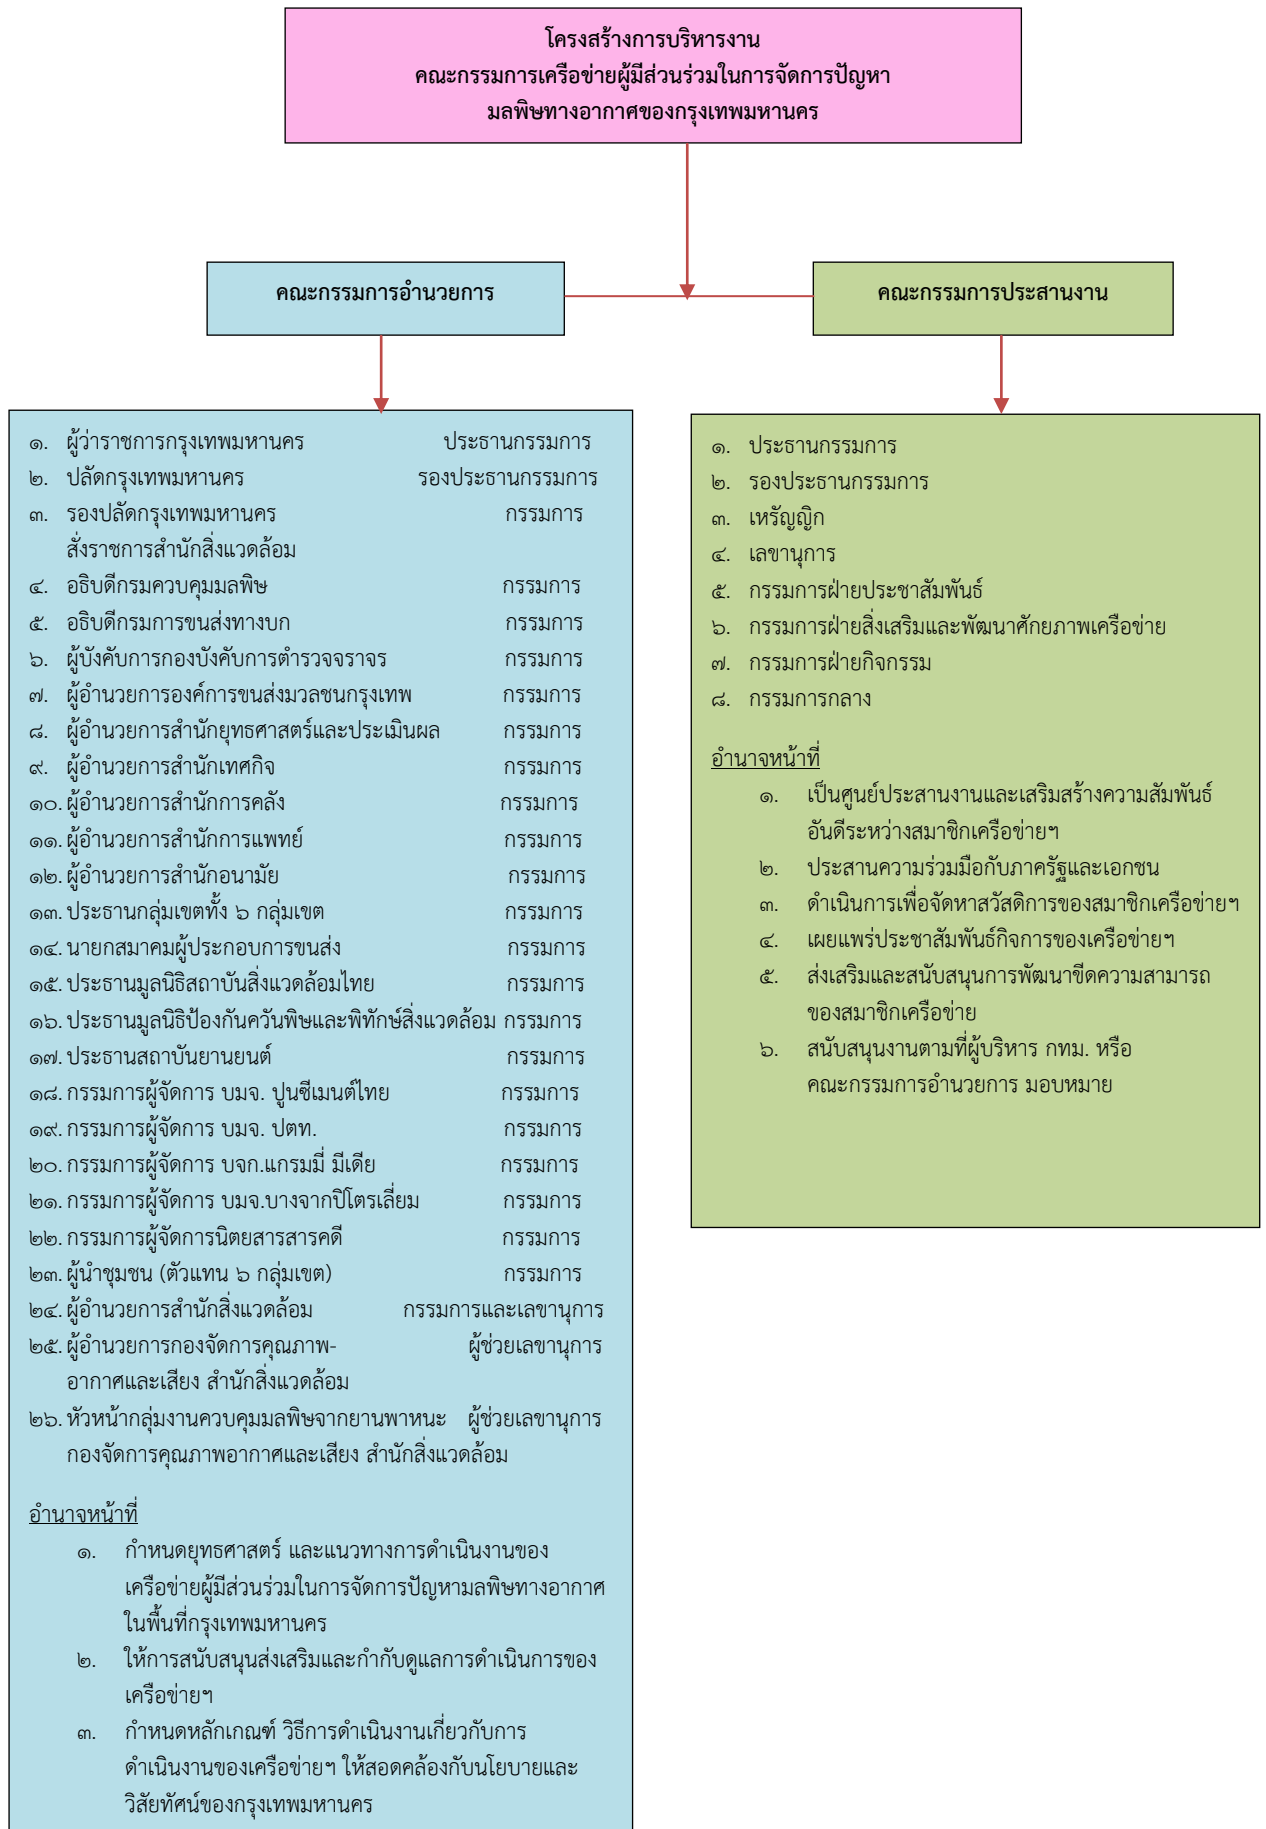 โครงสร้างการบริหารงาน
คณะกรรมการเครือข่ายผู้มีส่วนร่วมในการจัดการปัญหา
มลพิษทางอากาศของกรุงเทพมหานคร
คณะกรรมการอำนวยการ
คณะกรรมการประสานงาน
๑. ผู้ว่าราชการกรุงเทพมหานคร ประธานกรรมการ
๒. ปลัดกรุงเทพมหานคร รองประธานกรรมการ
๓. รองปลัดกรุงเทพมหานคร กรรมการ
สั่งราชการสำนักสิ่งแวดล้อม
๔. อธิบดีกรมควบคุมมลพิษ กรรมการ
๕. อธิบดีกรมการขนส่งทางบก กรรมการ
๖. ผู้บังคับการกองบังคับการตำรวจจราจร กรรมการ
๗. ผู้อำนวยการองค์การขนส่งมวลชนกรุงเทพ กรรมการ
๘. ผู้อำนวยการสำนักยุทธศาสตร์และประเมินผล กรรมการ
๙. ผู้อำนวยการสำนักเทศกิจ กรรมการ
๑๐. ผู้อำนวยการสำนักการคลัง กรรมการ
๑๑. ผู้อำนวยการสำนักการแพทย์ กรรมการ
๑๒. ผู้อำนวยการสำนักอนามัย กรรมการ
๑๓. ประธานกลุ่มเขตทั้ง ๖ กลุ่มเขต กรรมการ
๑๔. นายกสมาคมผู้ประกอบการขนส่ง กรรมการ
๑๕. ประธานมูลนิธิสถาบันสิ่งแวดล้อมไทย กรรมการ
๑๖. ประธานมูลนิธิป้องกันควันพิษและพิทักษ์สิ่งแวดล้อม กรรมการ
๑๗. ประธานสถาบันยานยนต์ กรรมการ
๑๘. กรรมการผู้จัดการ บมจ. ปูนซีเมนต์ไทย กรรมการ
๑๙. กรรมการผู้จัดการ บมจ. ปตท. กรรมการ
๒๐. กรรมการผู้จัดการ บจก.แกรมมี่ มีเดีย กรรมการ
๒๑. กรรมการผู้จัดการ บมจ.บางจากปิโตรเลี่ยม กรรมการ
๒๒. กรรมการผู้จัดการนิตยสารสารคดี กรรมการ
๒๓. ผู้นำชุมชน (ตัวแทน ๖ กลุ่มเขต) กรรมการ
๒๔. ผู้อำนวยการสำนักสิ่งแวดล้อม กรรมการและเลขานุการ
๒๕. ผู้อำนวยการกองจัดการคุณภาพ- ผู้ช่วยเลขานุการ
อากาศและเสียง สำนักสิ่งแวดล้อม
๒๖. หัวหน้ากลุ่มงานควบคุมมลพิษจากยานพาหนะ ผู้ช่วยเลขานุการ
กองจัดการคุณภาพอากาศและเสียง สำนักสิ่งแวดล้อม
อำนาจหน้าที่
๑. กำหนดยุทธศาสตร์ และแนวทางการดำเนินงานของ
เครือข่ายผู้มีส่วนร่วมในการจัดการปัญหามลพิษทางอากาศ
ในพื้นที่กรุงเทพมหานคร
๒. ให้การสนับสนุนส่งเสริมและกำกับดูแลการดำเนินการของ
เครือข่ายฯ
๓. กำหนดหลักเกณฑ์ วิธีการดำเนินงานเกี่ยวกับการ
ดำเนินงานของเครือข่ายฯ ให้สอดคล้องกับนโยบายและ
วิสัยทัศน์ของกรุงเทพมหานคร
๑. ประธานกรรมการ
๒. รองประธานกรรมการ
๓. เหรัญญิก
๔. เลขานุการ
๕. กรรมการฝ่ายประชาสัมพันธ์
๖. กรรมการฝ่ายสิ่งเสริมและพัฒนาศักยภาพเครือข่าย
๗. กรรมการฝ่ายกิจกรรม
๘. กรรมการกลาง
อำนาจหน้าที่
๑. เป็นศูนย์ประสานงานและเสริมสร้างความสัมพันธ์
อันดีระหว่างสมาชิกเครือข่ายฯ
๒. ประสานความร่วมมือกับภาครัฐและเอกชน
๓. ดำเนินการเพื่อจัดหาสวัสดิการของสมาชิกเครือข่ายฯ
๔. เผยแพร่ประชาสัมพันธ์กิจการของเครือข่ายฯ
๕. ส่งเสริมและสนับสนุนการพัฒนาขีดความสามารถ
ของสมาชิกเครือข่าย
๖. สนับสนุนงานตามที่ผู้บริหาร กทม. หรือ
คณะกรรมการอำนวยการ มอบหมาย